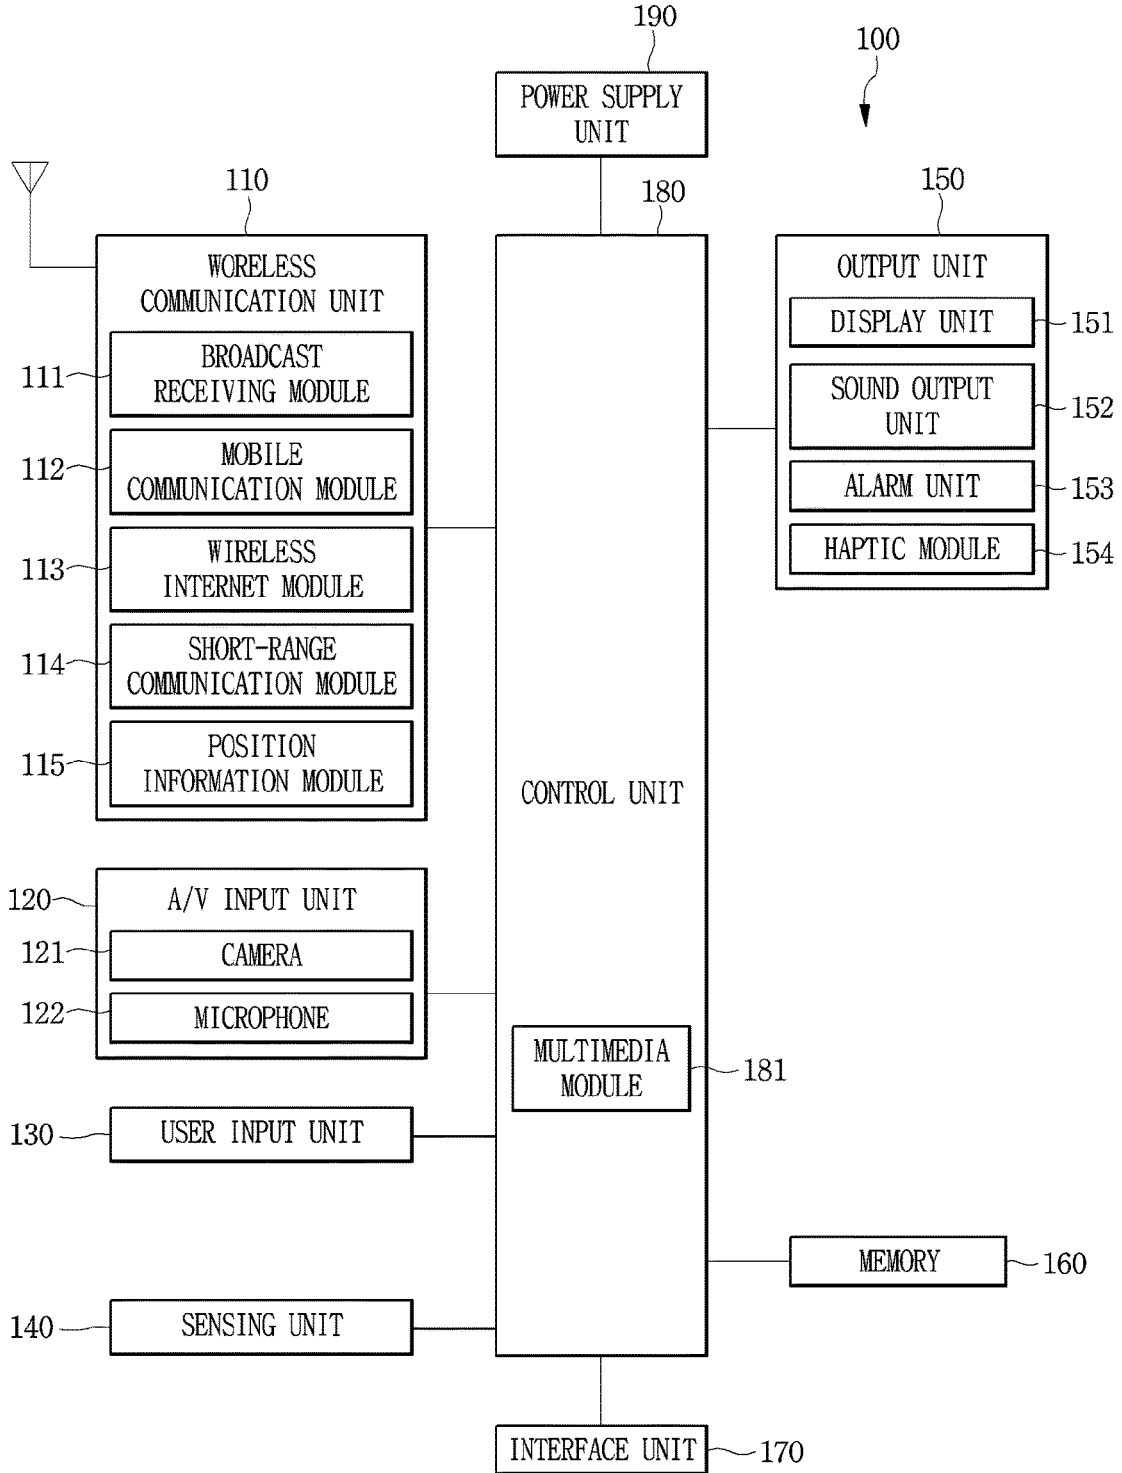 190
100
POWER SUPPLY
UNIT
110
180
150
WORELESS
COMMUNICATION UNIT
111
BROADCAST
RECEIVING MODULE
112
MOBILE
COMMUNICATION MODULE
113
WIRELESS
INTERNET MODULE
114
SHORT-RANGE
COMMUNICATION MODULE
115
POSITION
INFORMATION MODULE
120
A/V INPUT UNIT
121
CAMERA
122
MICROPHONE
130
USER INPUT UNIT
140
SENSING UNIT
CONTROL UNIT
MULTIMEDIA
MODULE
181
OUTPUT UNIT
DISPLAY UNIT
151
SOUND OUTPUT
UNIT
152
ALARM UNIT
153
HAPTIC MODULE
154
MEMORY
160
INTERFACE UNIT
170